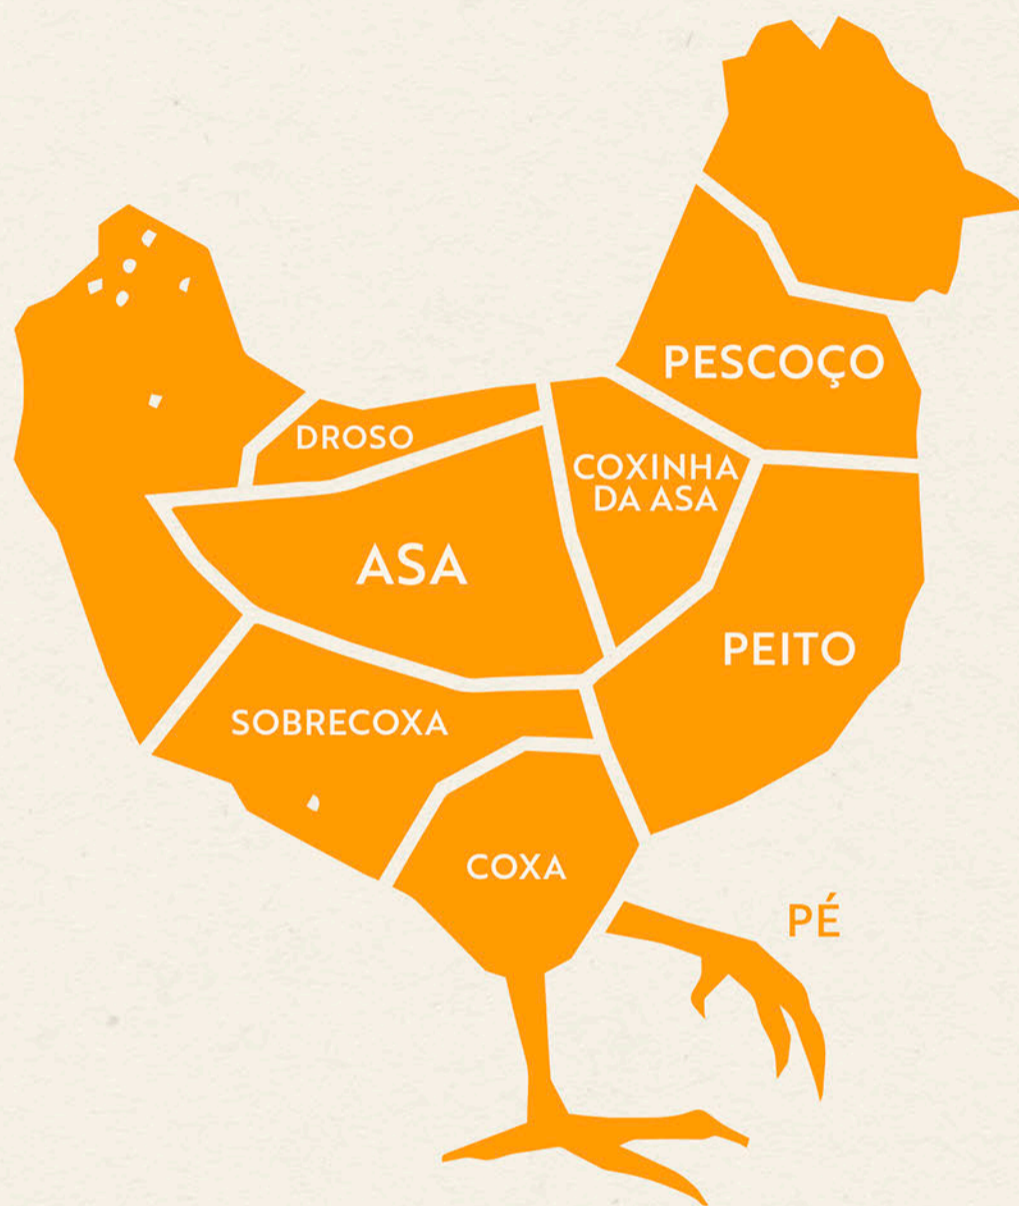 PESCOÇO
DROSO
COXINHA
DA ASA
ASA
PEITO
SOBRECOXA
COXA
PÉ